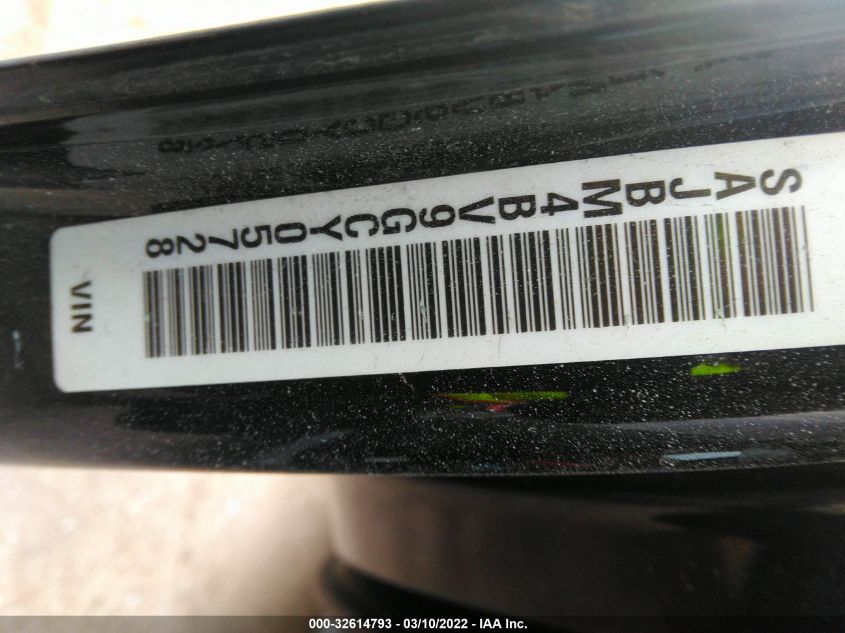 SAJBM4BV9GCY05728
VIN
000-32614793 - 03/10/2022 - IAA Inc.